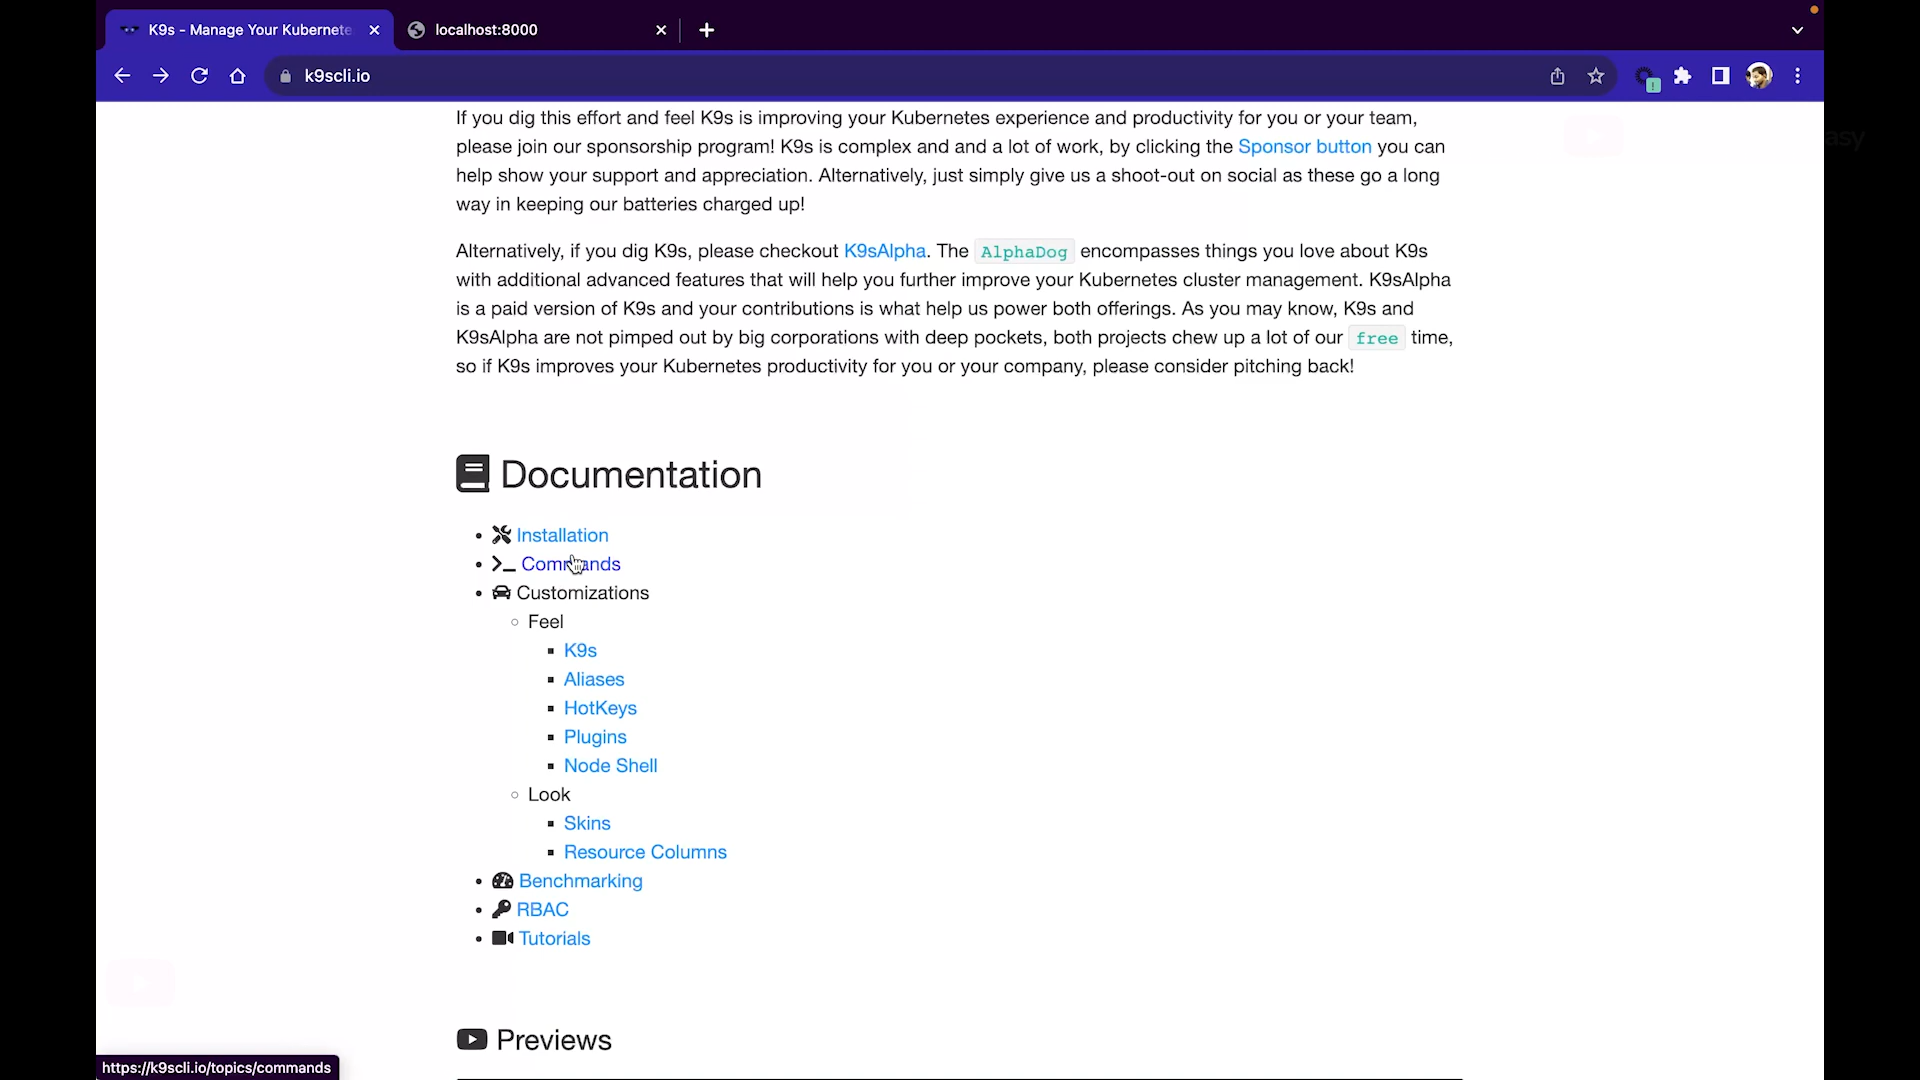 K9s - Manage Your Kubernete
localhost:8000
k9scli.io
If you dig this effort and feel K9s is improving your Kubernetes experience and productivity for you or your team,
please join our sponsorship program! K9s is complex and and a lot of work, by clicking the Sponsor button you can
help show your support and appreciation. Alternatively, just simply give us a shoot-out on social as these go a long
way in keeping our batteries charged up!
Alternatively, if you dig K9s, please checkout K9sAlpha. The AlphaDog encompasses things you love about K9s
with additional advanced features that will help you further improve your Kubernetes cluster management. K9sAlpha
is a paid version of K9s and your contributions is what help us power both offerings. As you may know, K9s and
K9sAlpha are not pimped out by big corporations with deep pockets, both projects chew up a lot of our free time,
so if K9s improves your Kubernetes productivity for you or your company, please consider pitching back!
Documentation
Installation
Commands
Customizations
Feel
K9s
Aliases
HotKeys
Plugins
Node Shell
Look
Skins
Resource Columns
Benchmarking
RBAC
Tutorials
Previews
https://k9scli.io/topics/commands